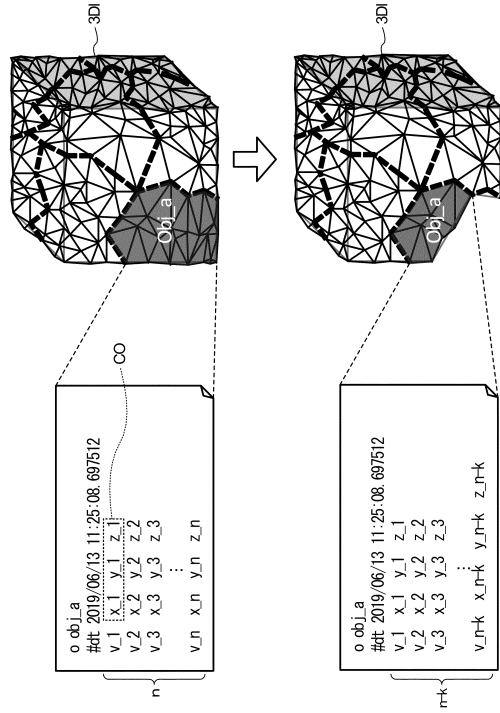 o obj_a
#dt 2019/06/13 11:25:08.697512
v_1 x_1 y_1 z_1
v_2 x_2 y_2 z_2
v_3 x_3 y_3 z_3
⋮
v_n x_n y_n z_n
n
CO
Obj_a
3DI
o obj_a
#dt 2019/06/13 11:25:08.697512
v_1 x_1 y_1 z_1
v_2 x_2 y_2 z_2
v_3 x_3 y_3 z_3
⋮
v_n-k x_n-k y_n-k z_n-k
n-k
Obj_a
3DI